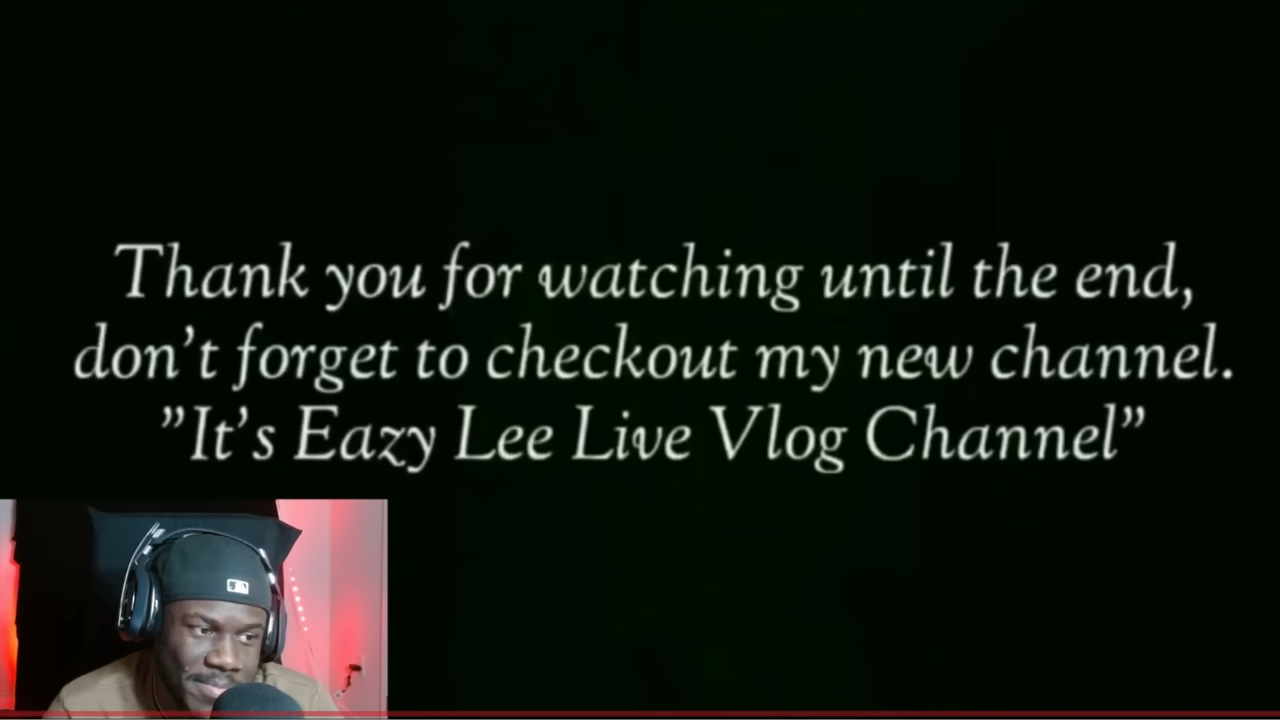 Thank you for watching until the end,
don't forget to checkout my new channel.
”It's Eazy Lee Live Vlog Channel”